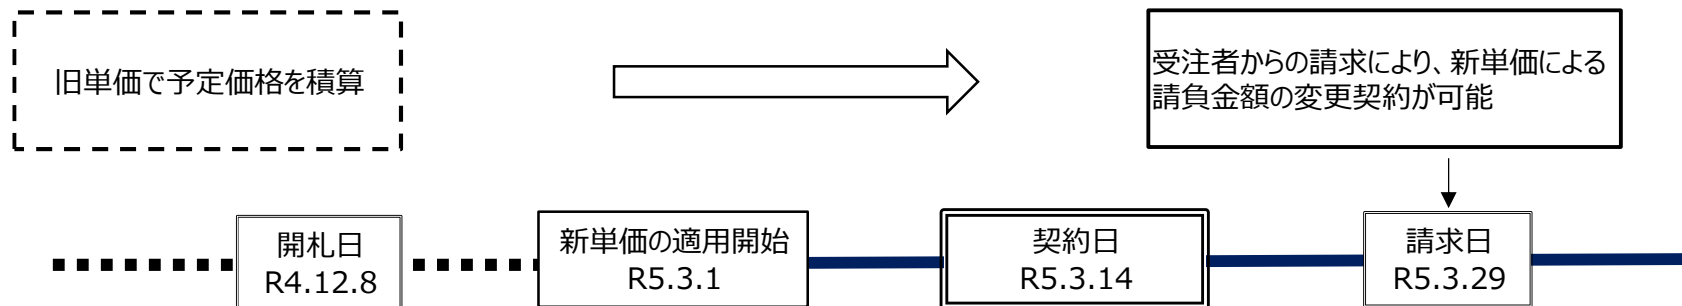 旧単価で予定価格を積算
受注者からの請求により、新単価による
請負金額の変更契約が可能
開札日
R4.12.8
新単価の適用開始
R5.3.1
契約日
R5.3.14
請求日
R5.3.29